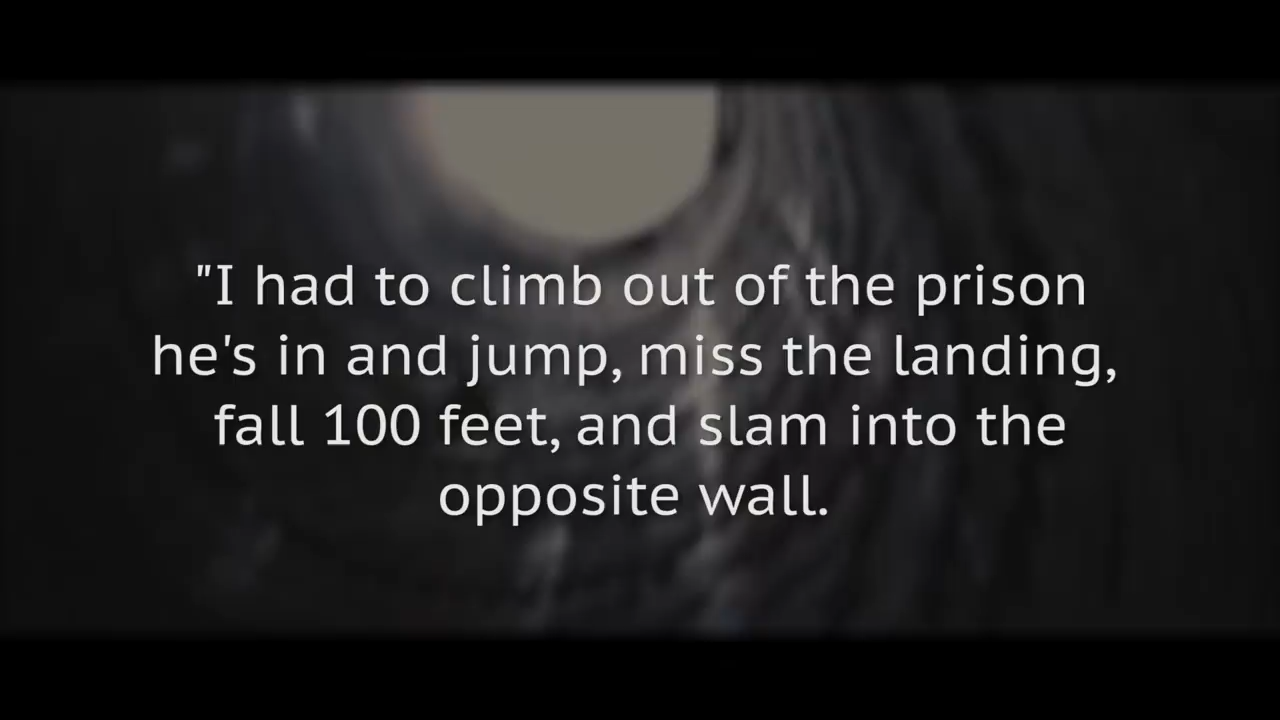 "I had to climb out of the prison
he's in and jump, miss the landing,
fall 100 feet, and slam into the
opposite wall.